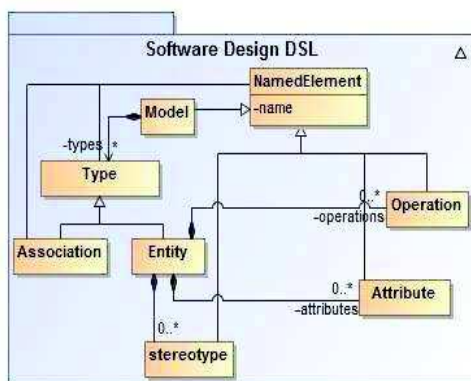 Software Design DSL
NamedElement
-name
Model
-types *
Type
0..*
-operations
Operation
Association
Entity
0..*
-attributes
Attribute
0..*
stereotype